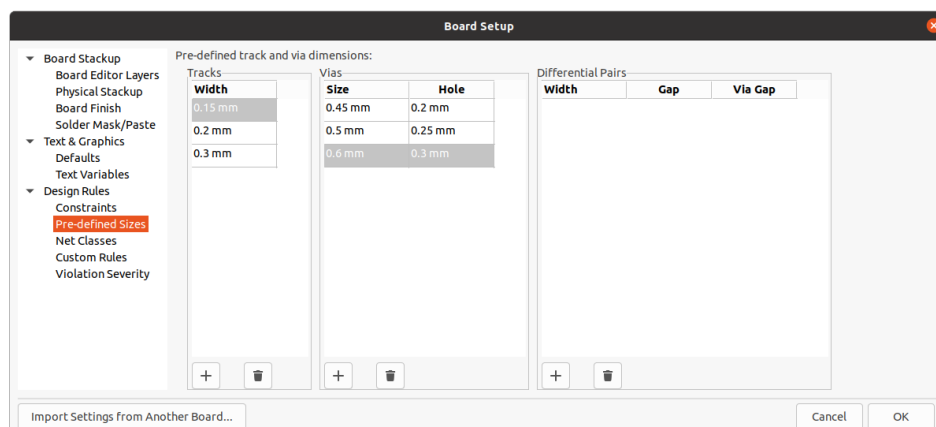 Board Setup
Board Stackup
Board Editor Layers
Physical Stackup
Board Finish
Solder Mask/Paste
Text & Graphics
Defaults
Text Variables
Design Rules
Constraints
Pre-defined Sizes
Net Classes
Custom Rules
Violation Severity
Pre-defined track and via dimensions:
Tracks
Width
0.15 mm
0.2 mm
0.3 mm
Vias
Size Hole
0.45 mm 0.2 mm
0.5 mm 0.25 mm
0.6 mm 0.3 mm
Differential Pairs
Width Gap Via Gap
Import Settings from Another Board...
Cancel OK